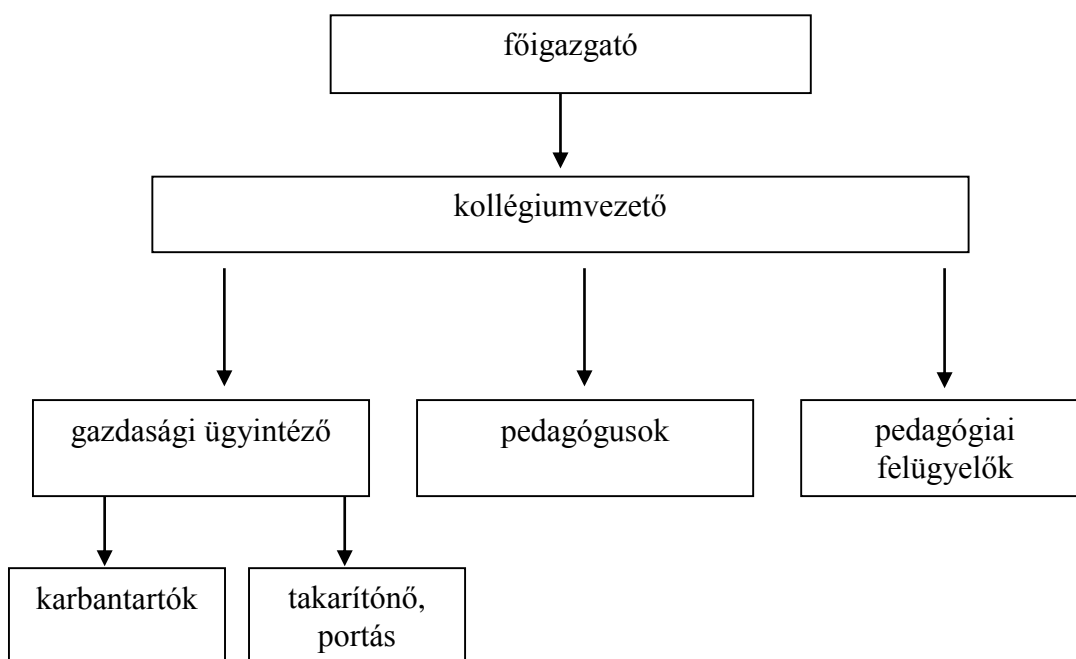 főigazgató
kollégiumvezető
gazdasági ügyintéző
pedagógusok
pedagógiai
felügyelők
karbantartók
takarítónő,
portás